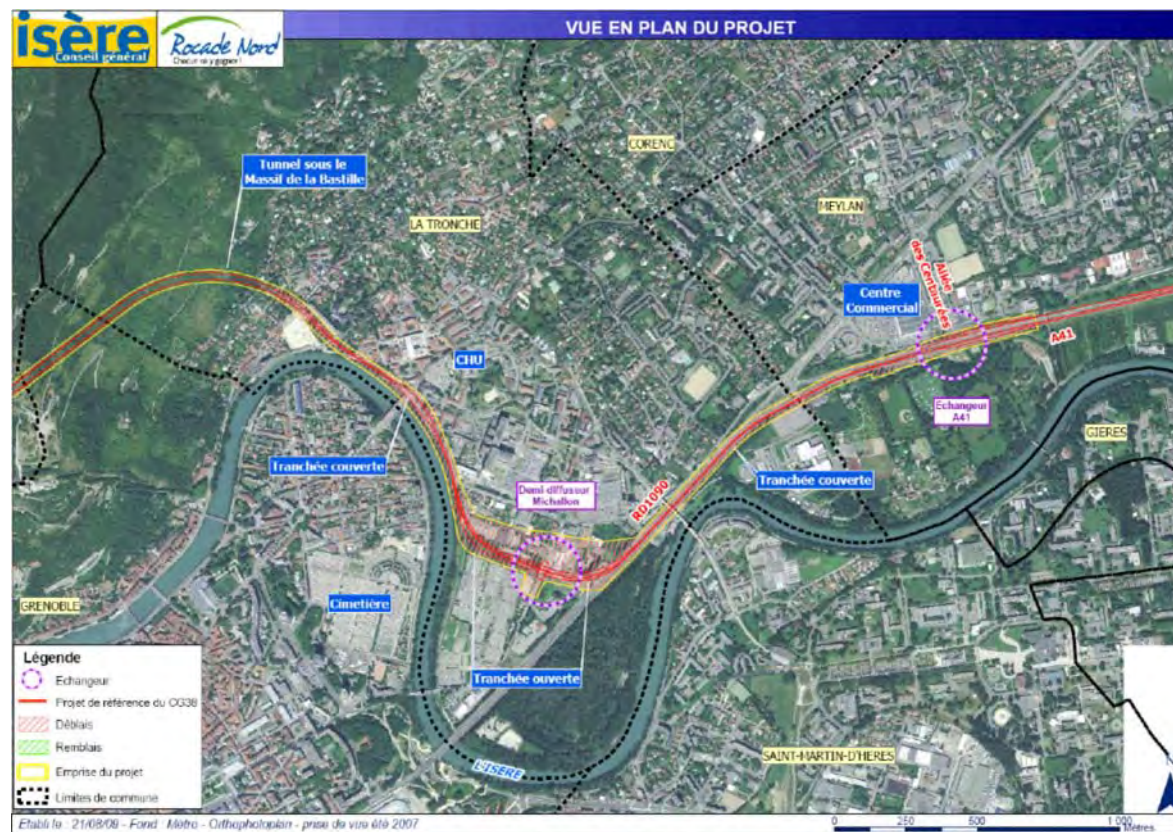 isère
Conseil général
Rocade Nord
Chacun va y gagner !
VUE EN PLAN DU PROJET
Tunnel sous le
Massif de la Bastille
CORENC
LA TRONCHE
MEYLAN
Allée
des Centaurées
Centre
Commercial
A41
CHU
Echangeur
A41
GIERES
Tranchée couverte
Demi-diffuseur
Michallon
RD1090
Tranchée couverte
Cimetière
GRENOBLE
Tranchée ouverte
L'ISERE
SAINT-MARTIN-D'HERES
Légende
Echangeur
Projet de référence du CG38
Déblais
Remblais
Emprise du projet
Limites de commune
N
Etabli le : 21/08/09 - Fond : Métro - Orthophotoplan - prise de vue été 2007
0 250 500 1 000
Mètres